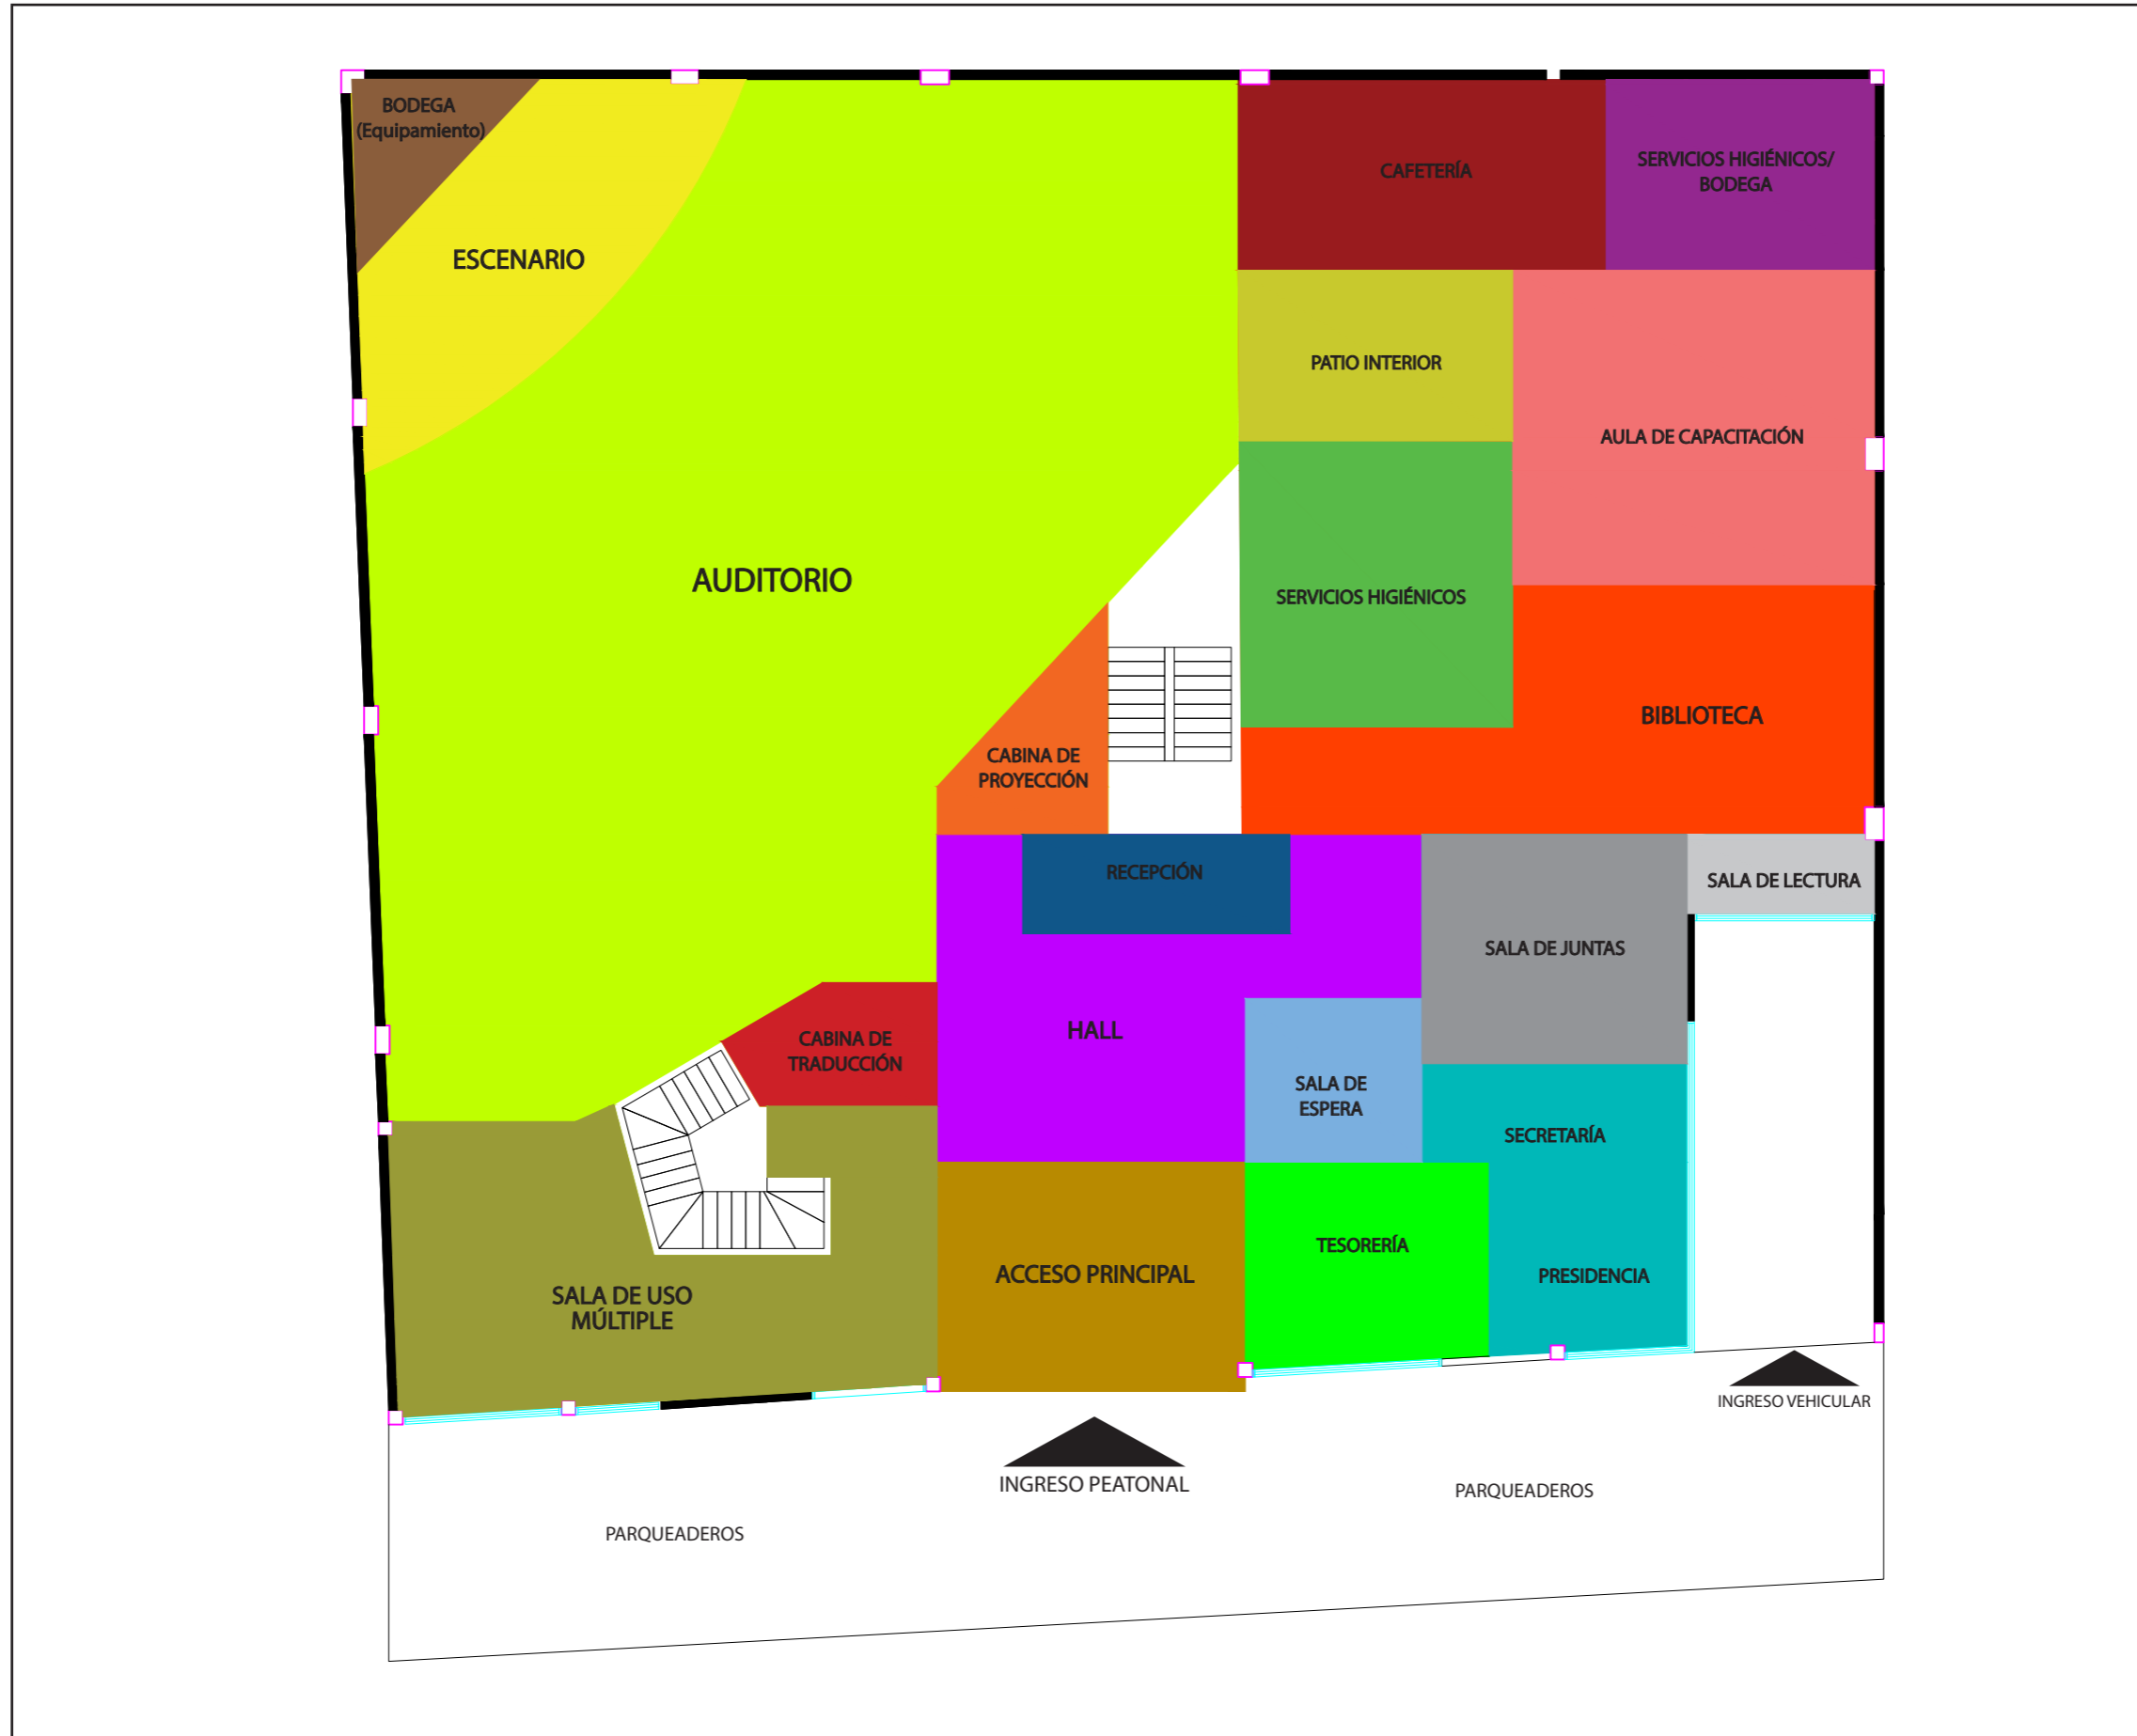 BODEGA
(Equipamiento)
ESCENARIO
CAFETERÍA
SERVICIOS HIGIÉNICOS/
BODEGA
PATIO INTERIOR
AULA DE CAPACITACIÓN
AUDITORIO
SERVICIOS HIGIÉNICOS
BIBLIOTECA
CABINA DE
PROYECCIÓN
RECEPCIÓN
SALA DE LECTURA
SALA DE JUNTAS
HALL
CABINA DE
TRADUCCIÓN
SALA DE
ESPERA
SECRETARÍA
TESORERÍA
ACCESO PRINCIPAL
PRESIDENCIA
SALA DE USO
MÚLTIPLE
INGRESO VEHICULAR
INGRESO PEATONAL
PARQUEADEROS
PARQUEADEROS